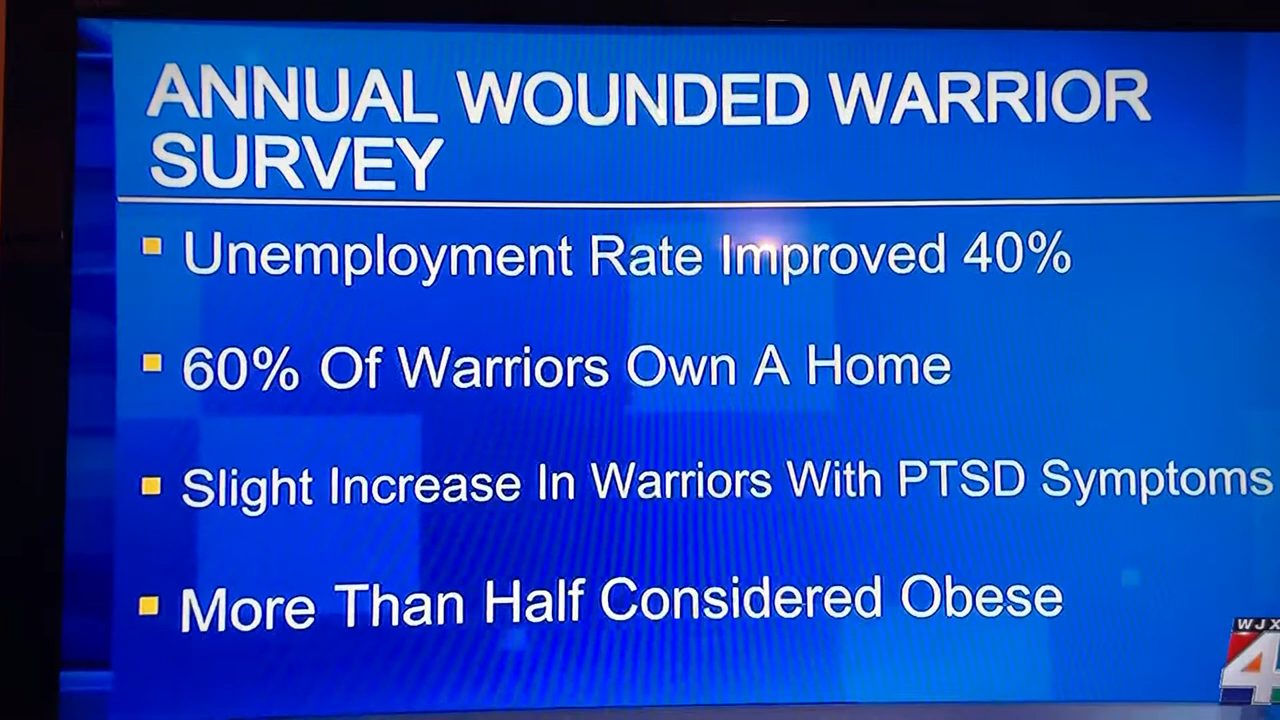 ANNUAL WOUNDED WARRIOR
SURVEY
Unemployment Rate Improved 40%
60% Of Warriors Own A Home
Slight Increase In Warriors With PTSD Symptoms
More Than Half Considered Obese
WJX
4